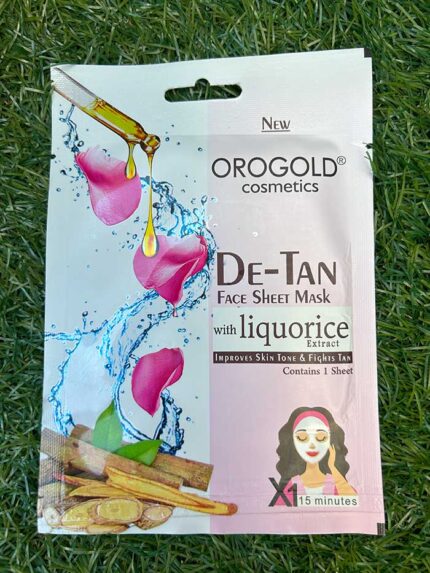 NEW
OROGOLD®
cosmetics
DE-TAN
FACE SHEET MASK
with liquorice
Extract
IMPROVES SKIN TONE & FIGHTS TAN
Contains 1 Sheet
X1 15 minutes